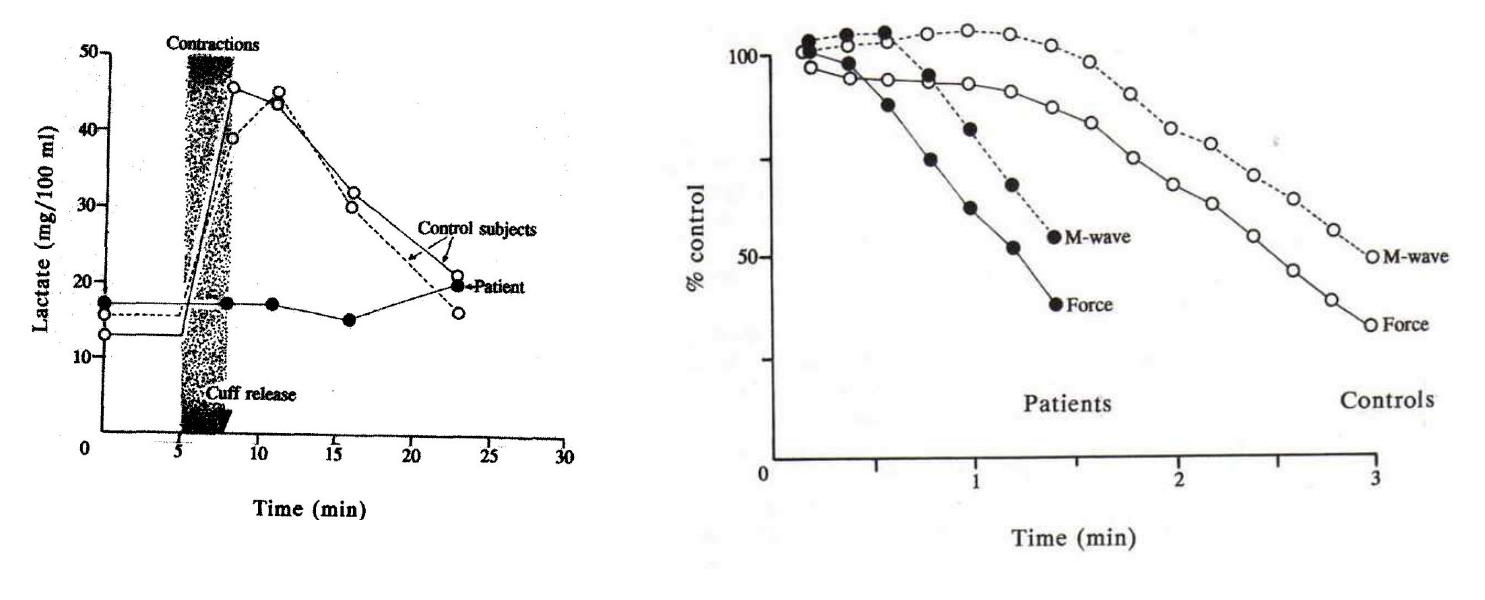 Contractions
50
40
30
20
10
0
Lactate (mg/100 ml)
Control subjects
Patient
Cuff release
5
10
15
20
25
30
Time (min)
100
50
0
% control
M-wave
Force
M-wave
Force
Patients
Controls
1
2
3
Time (min)